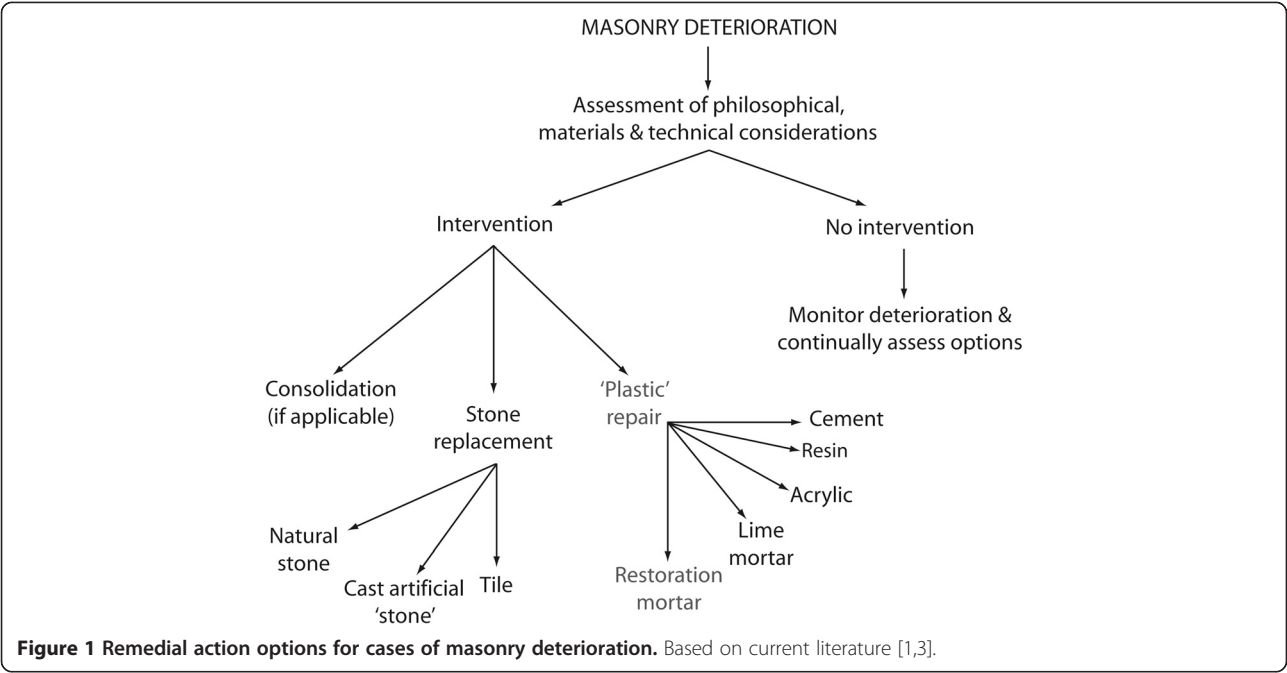 MASONRY DETERIORATION
Assessment of philosophical,
materials & technical considerations
Intervention
No intervention
Monitor deterioration &
continually assess options
Consolidation
(if applicable)
Stone
replacement
‘Plastic’
repair
Cement
Resin
Acrylic
Lime
mortar
Restoration
mortar
Natural
stone
Cast artificial
‘stone’
Tile
Figure 1 Remedial action options for cases of masonry deterioration. Based on current literature [1,3].